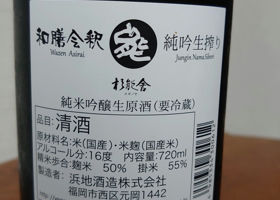 和膳会釈
Wazen Asirai
純吟生搾り
Jungin Nama Sibori
杉能舎
純米吟醸生原酒(要冷蔵)
品目:清酒
原材料名:米(国産)・米麹(国産米)
アルコール分:16度 内容量:720ml
精米歩合:麹米 50% 掛米 55%
製造者:浜地酒造株式会社
福岡市西区元岡1442